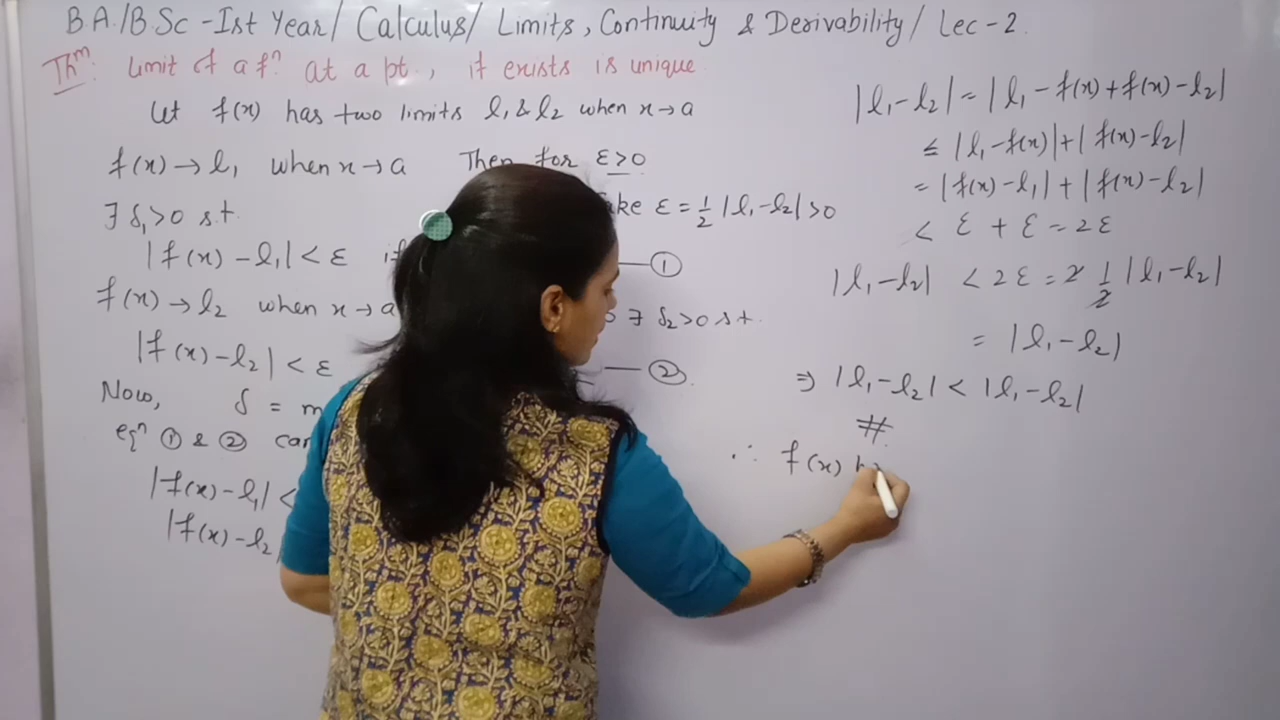 B.A./B.Sc - Ist Year/ Calculus/ Limits, Continuity & Derivability/ Lec-2.
Thᵐ: Limit of a fⁿ at a pt., if exists is unique
Let f(x) has two limits l₁ & l₂ when x→a
f(x) → l₁ when x→a Then for ε>0
∃ δ₁>0 s.t. ε = 1/2 |l₁-l₂| >0
|f(x) - l₁| < ε — ①
f(x) → l₂ when x→a ∃ δ₂>0 s.t.
|f(x) - l₂| < ε — ②
Now, δ =
eqⁿ ① & ②
|f(x) - l₁| <
|f(x) - l₂
|l₁-l₂| = |l₁ - f(x) + f(x) - l₂|
≤ |l₁-f(x)| + |f(x)-l₂|
= |f(x)-l₁| + |f(x)-l₂|
< ε + ε = 2ε
|l₁-l₂| < 2ε = 2 1/2 |l₁-l₂|
= |l₁-l₂|
⇒ |l₁-l₂| < |l₁-l₂|
#
∴ f(x)